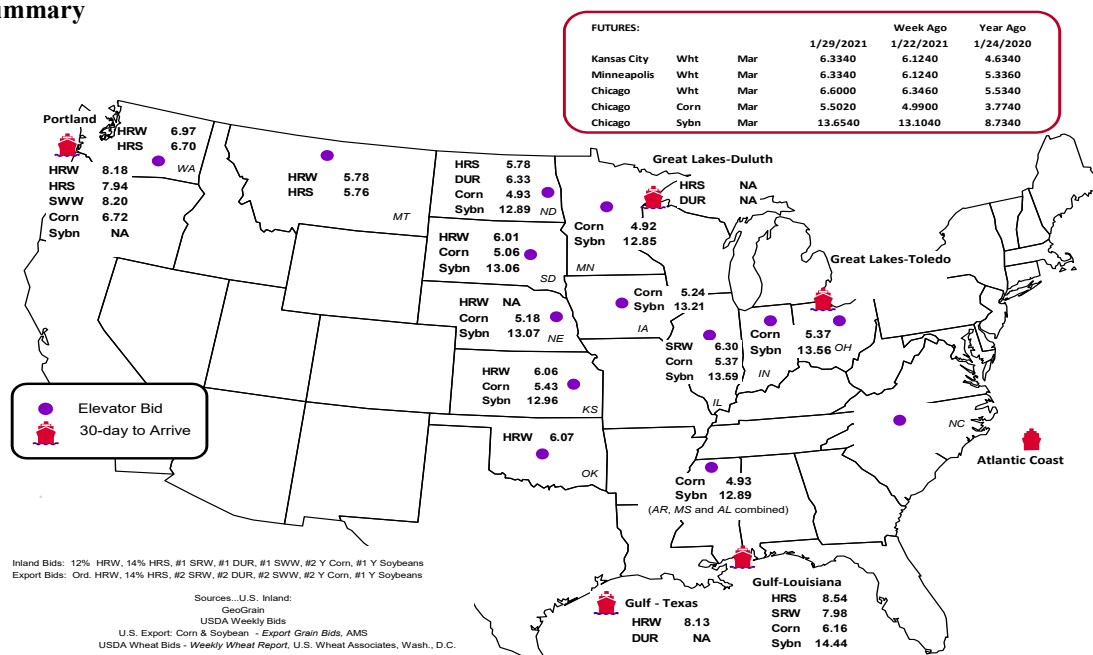 ummary
FUTURES: Week Ago Year Ago
1/29/2021 1/22/2021 1/24/2020
Kansas City Wht Mar 6.3340 6.1240 4.6340
Minneapolis Wht Mar 6.3340 6.1240 5.3360
Chicago Wht Mar 6.6000 6.3460 5.5340
Chicago Corn Mar 5.5020 4.9900 3.7740
Chicago Sybn Mar 13.6540 13.1040 8.7340
Portland
HRW 6.97
HRS 6.70
WA
HRW 8.18
HRS 7.94
SWW 8.20
Corn 6.72
Sybn NA
HRW 5.78
HRS 5.76
MT
HRS 5.78
DUR 6.33
Corn 4.93
Sybn 12.89 ND
Great Lakes-Duluth
HRS NA
DUR NA
Corn 4.92
Sybn 12.85
MN
HRW 6.01
Corn 5.06
Sybn 13.06 SD
Great Lakes-Toledo
HRW NA
Corn 5.18
Sybn 13.07 NE
Corn 5.24
Sybn 13.21
IA
SRW 6.30
Corn 5.37
Sybn 13.59
IL
Corn 5.37
Sybn 13.56 OH
IN
HRW 6.06
Corn 5.43
Sybn 12.96 KS
Elevator Bid
30-day to Arrive
HRW 6.07
OK
NC
Atlantic Coast
Corn 4.93
Sybn 12.89
(AR, MS and AL combined)
Inland Bids: 12% HRW, 14% HRS, #1 SRW, #1 DUR, #1 SWW, #2 Y Corn, #1 Y Soybeans
Export Bids: Ord. HRW, 14% HRS, #2 SRW, #2 DUR, #2 SWW, #2 Y Corn, #1 Y Soybeans
Sources...U.S. Inland:
GeoGrain
USDA Weekly Bids
U.S. Export: Corn & Soybean - Export Grain Bids, AMS
USDA Wheat Bids - Weekly Wheat Report, U.S. Wheat Associates, Wash., D.C.
Gulf - Texas
HRW 8.13
DUR NA
Gulf-Louisiana
HRS 8.54
SRW 7.98
Corn 6.16
Sybn 14.44